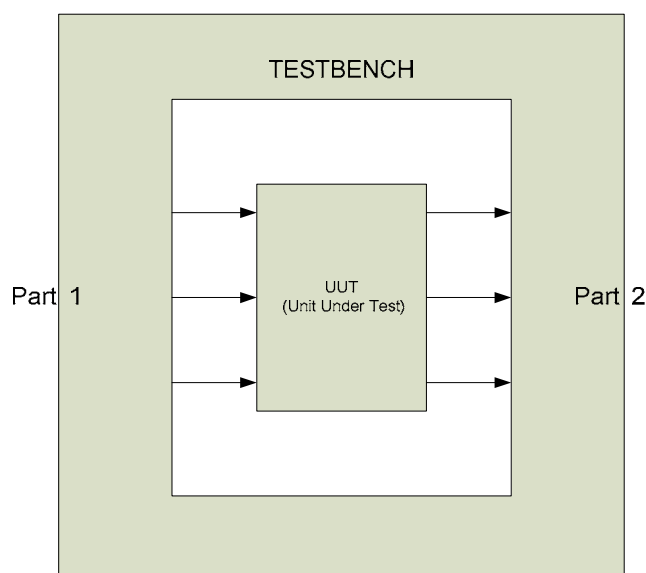 TESTBENCH
Part 1
UUT
(Unit Under Test)
Part 2